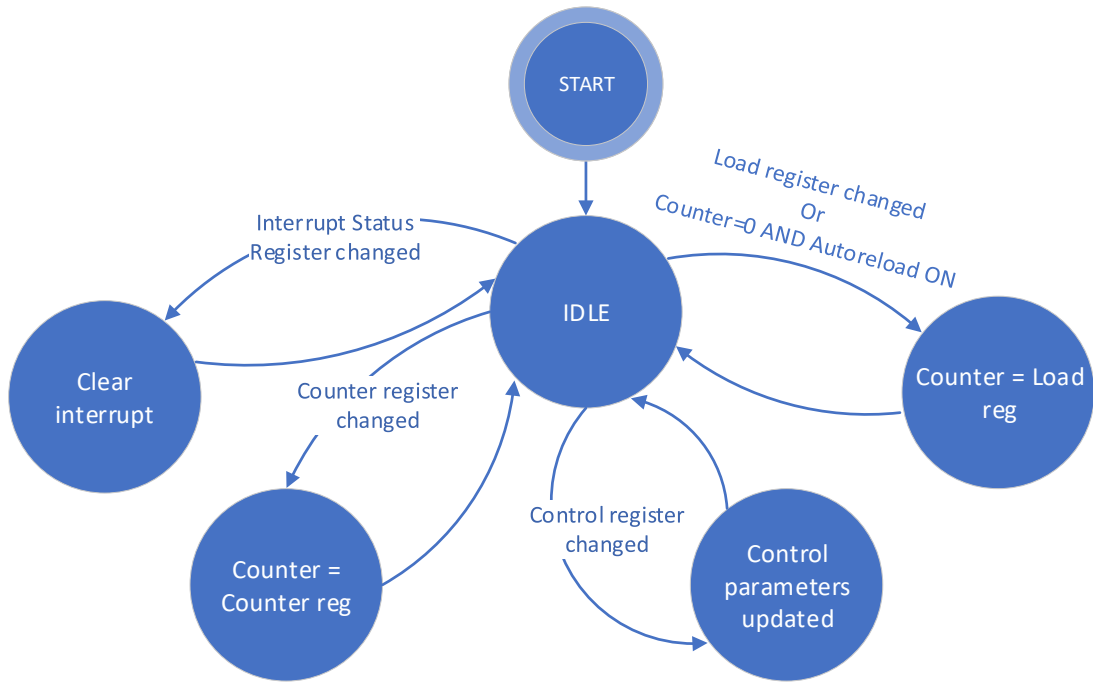 START
Load register changed
Or
Counter=0 AND Autoreload ON
Interrupt Status
Register changed
IDLE
Clear
interrupt
Counter register
changed
Counter = Load
reg
Control register
changed
Counter =
Counter reg
Control
parameters
updated